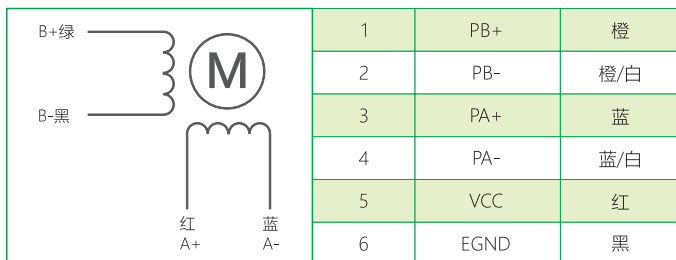 B+绿
M
B-黑
红 蓝
A+ A-
1 PB+ 橙
2 PB- 橙/白
3 PA+ 蓝
4 PA- 蓝/白
5 VCC 红
6 EGND 黑